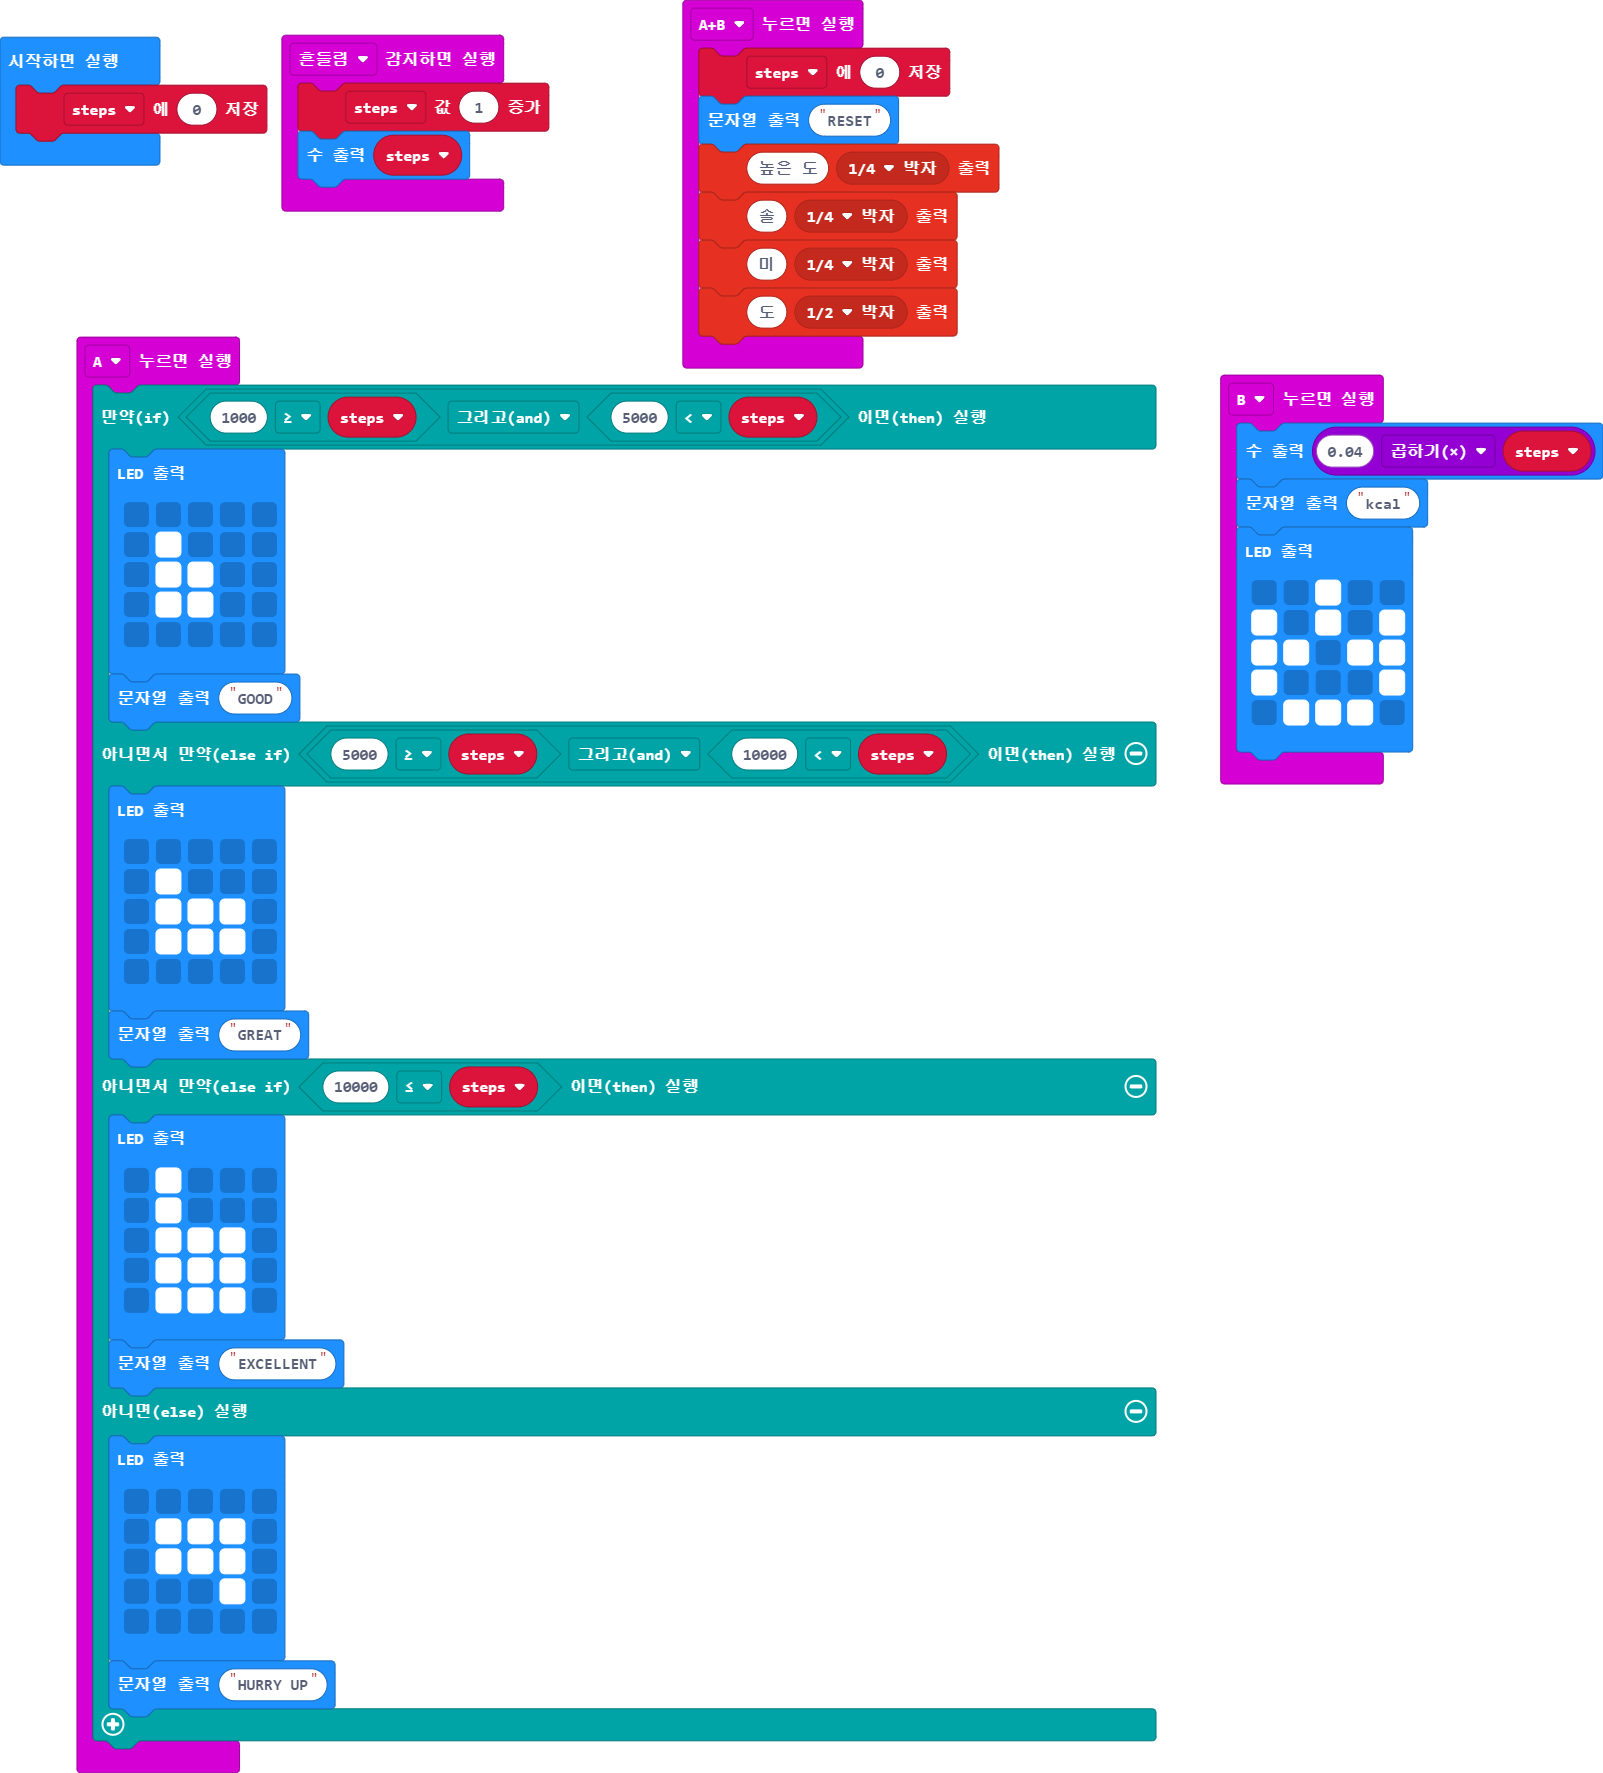 시작하면 실행
steps 에 0 저장
흔들림 감지하면 실행
steps 값 1 증가
수 출력 steps
A+B 누르면 실행
steps 에 0 저장
문자열 출력 "RESET"
높은 도 1/4 박자 출력
솔 1/4 박자 출력
미 1/4 박자 출력
도 1/2 박자 출력
A 누르면 실행
만약(if) 1000 ≥ steps 그리고(and) 5000 < steps 이면(then) 실행
LED 출력
문자열 출력 "GOOD"
아니면서 만약(else if) 5000 ≥ steps 그리고(and) 10000 < steps 이면(then) 실행
LED 출력
문자열 출력 "GREAT"
아니면서 만약(else if) 10000 ≤ steps 이면(then) 실행
LED 출력
문자열 출력 "EXCELLENT"
아니면(else) 실행
LED 출력
문자열 출력 "HURRY UP"
B 누르면 실행
수 출력 0.04 곱하기(×) steps
문자열 출력 "kcal"
LED 출력